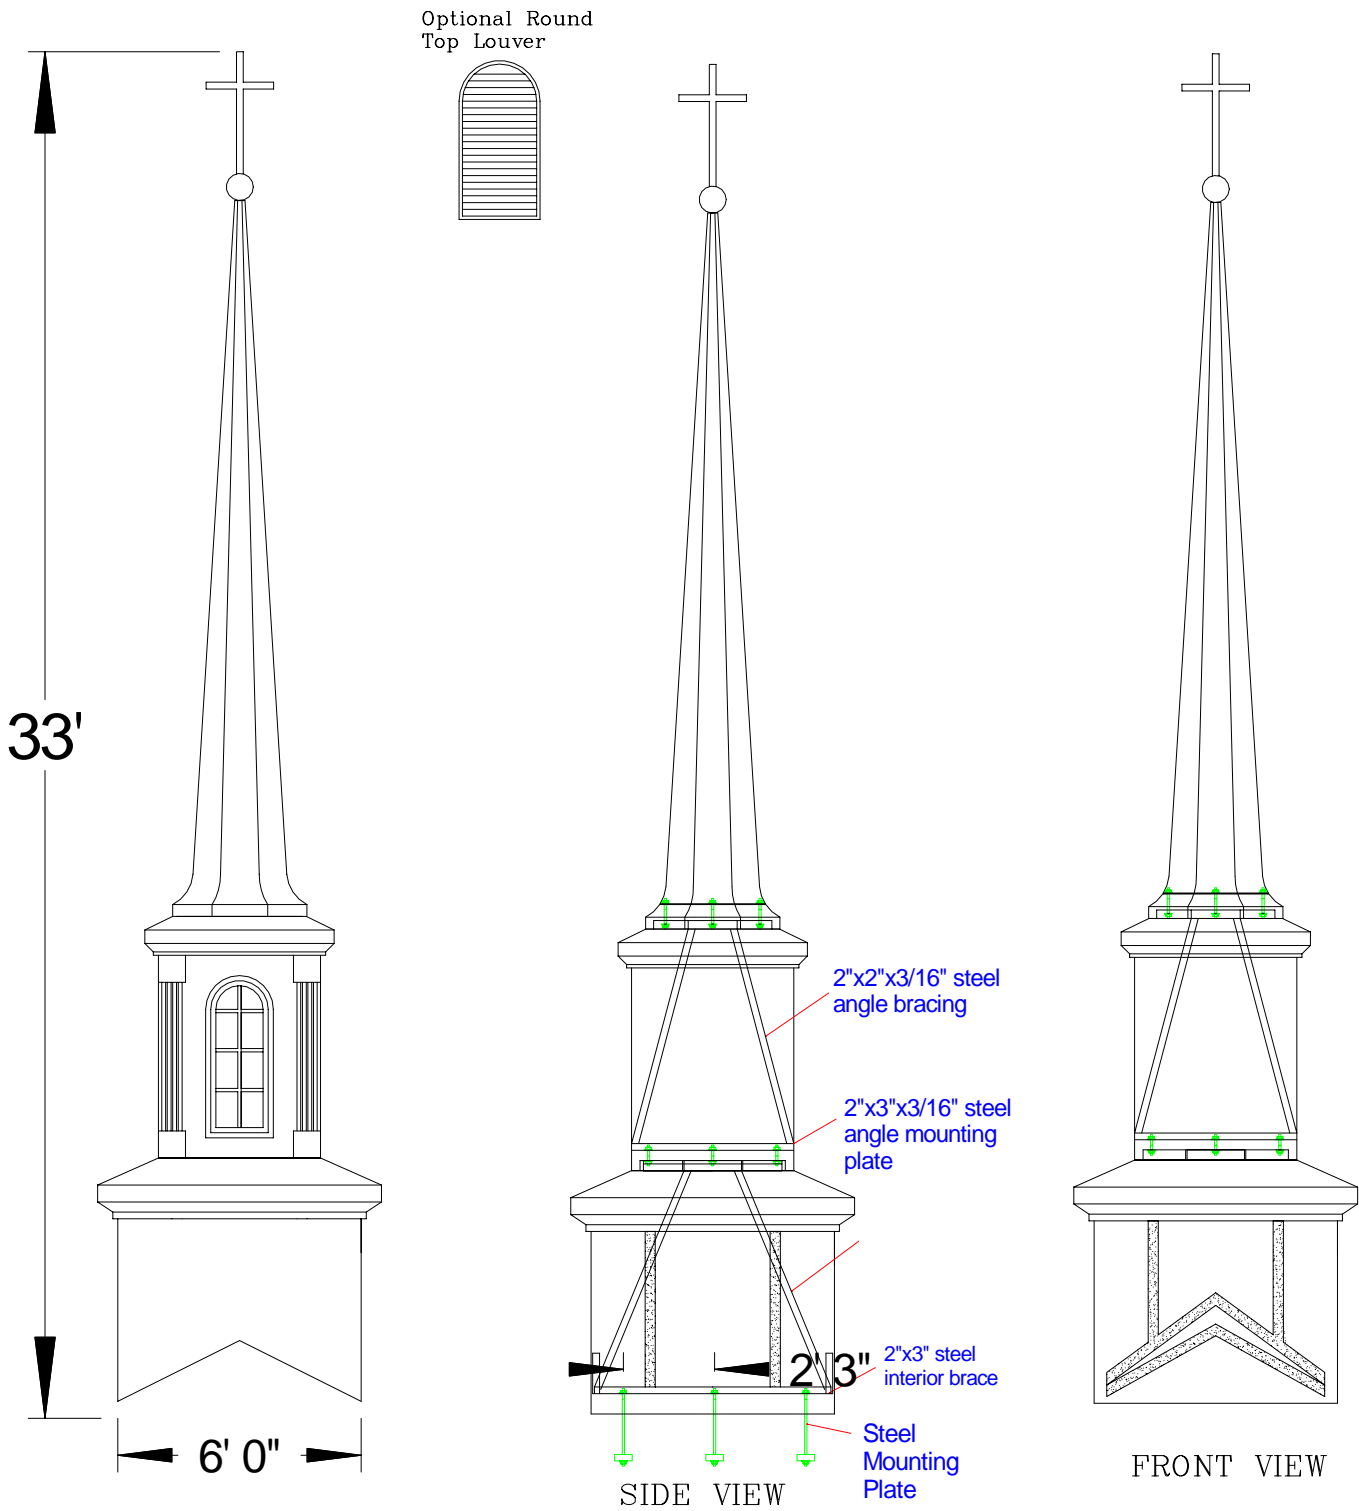 Optional Round
Top Louver
33'
2"x2"x3/16" steel
angle bracing
2"x3"x3/16" steel
angle mounting
plate
2' 3"
2"x3" steel
interior brace
6' 0"
Steel
Mounting
Plate
SIDE VIEW
FRONT VIEW